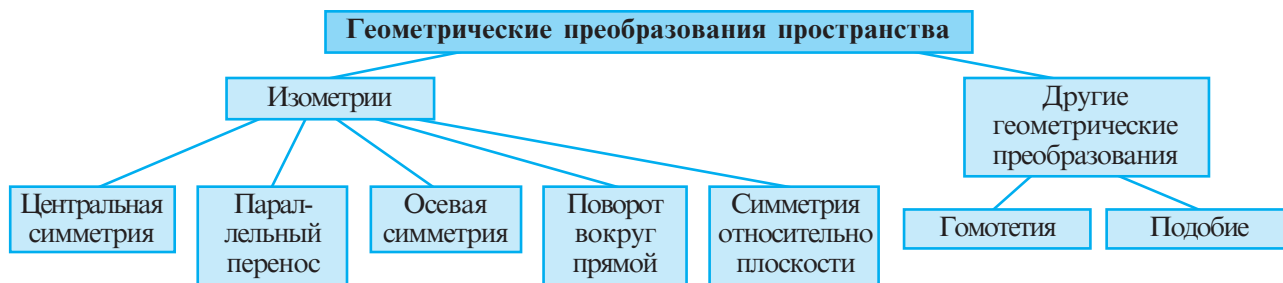 Геометрические преобразования пространства
Изометрии
Другие
геометрические
преобразования
Центральная
симметрия
Парал-
лельный
перенос
Осевая
симметрия
Поворот
вокруг
прямой
Симметрия
относительно
плоскости
Гомотетия
Подобие